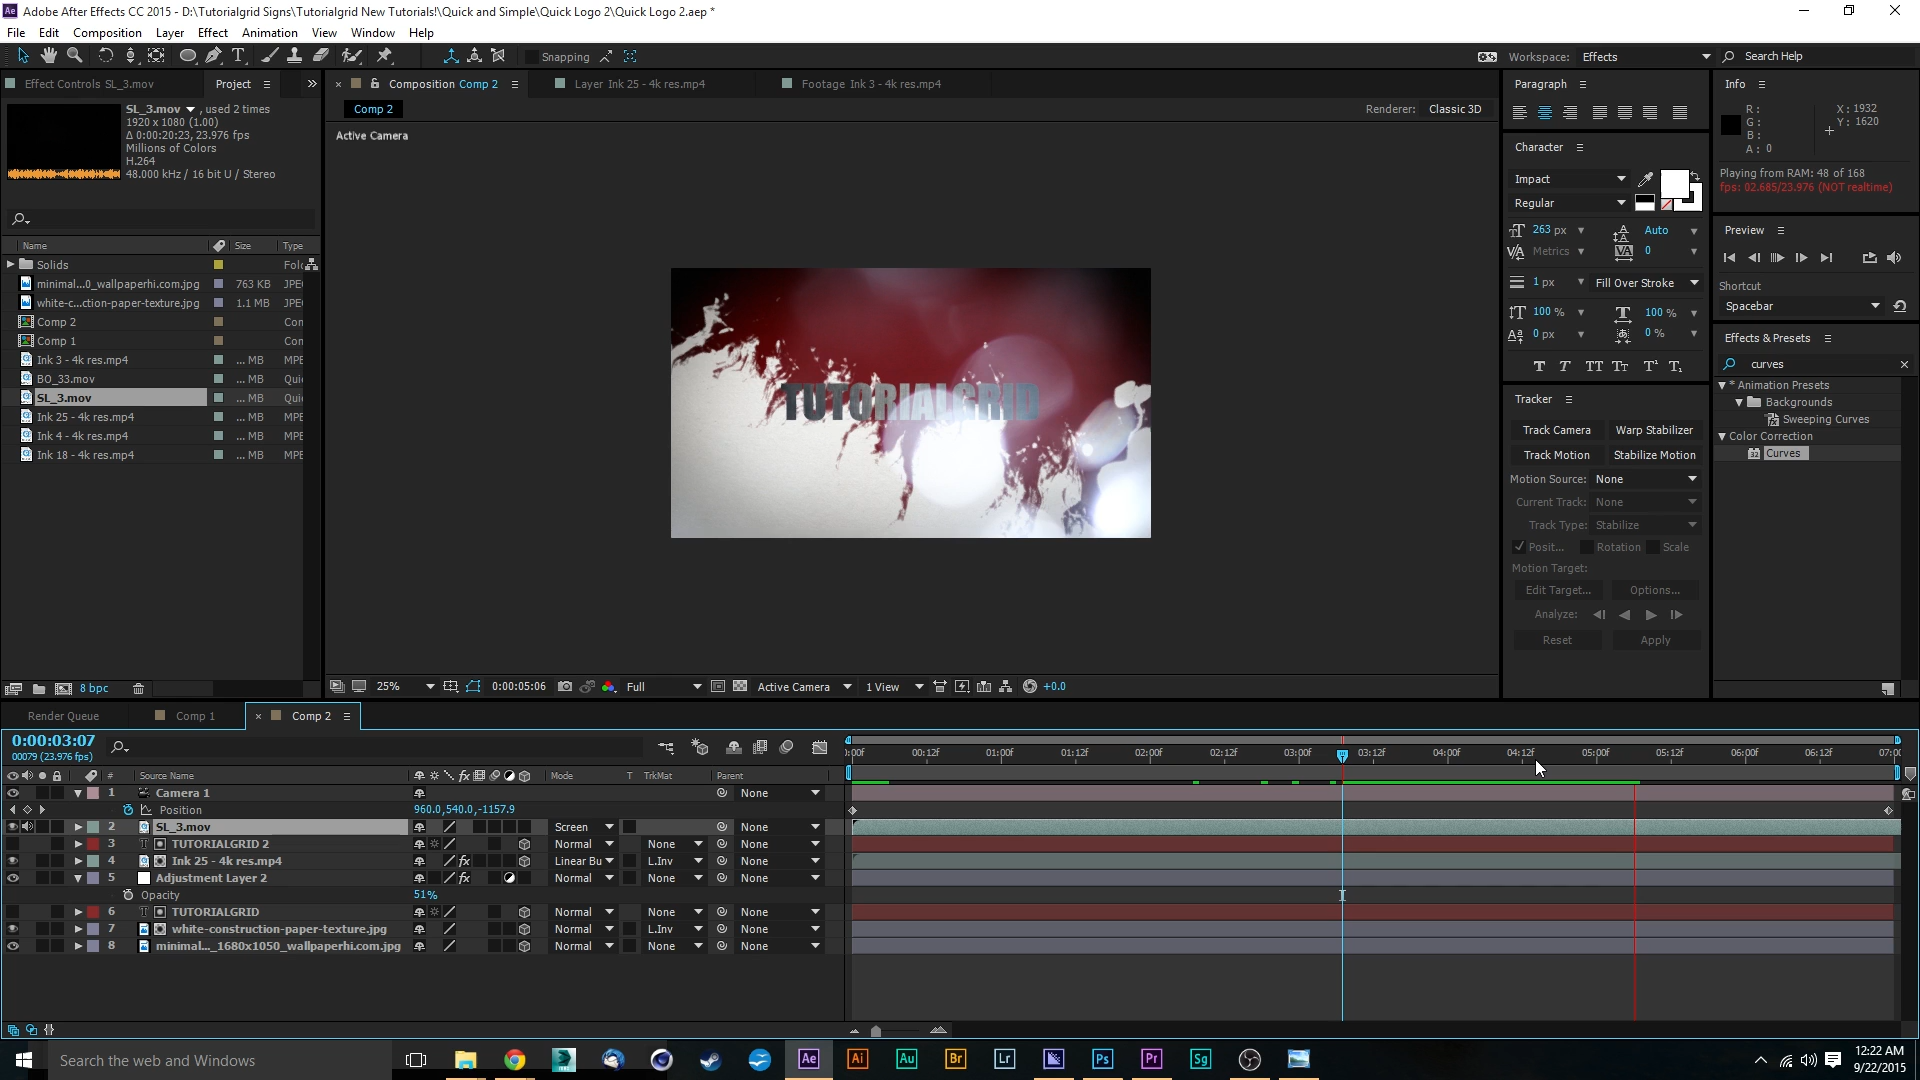 Adobe After Effects CC 2015 - D:\Tutorialgrid Signs\Tutorialgrid New Tutorials!\Quick and Simple\Quick Logo 2\Quick Logo 2.aep *
File Edit Composition Layer Effect Animation View Window Help
Snapping
Workspace: Effects
Search Help
Effect Controls SL_3.mov
Project
Composition Comp 2
Layer Ink 25 - 4k res.mp4
Footage Ink 3 - 4k res.mp4
Comp 2
Renderer: Classic 3D
Active Camera
SL_3.mov , used 2 times
1920 x 1080 (1.00)
Δ 0:00:20:23, 23.976 fps
Millions of Colors
H.264
48.000 kHz / 16 bit U / Stereo
Name Size Type
Solids
minimal...0_wallpaperhi.com.jpg 763 KB JPE
white-c...ction-paper-texture.jpg 1.1 MB JPE
Comp 2 Con
Comp 1 Con
Ink 3 - 4k res.mp4 ... MB MPE
BO_33.mov ... MB Quic
SL_3.mov ... MB Quic
Ink 25 - 4k res.mp4 ... MB MPE
Ink 4 - 4k res.mp4 ... MB MPE
Ink 18 - 4k res.mp4 ... MB MPE
8 bpc
TUTORIALGRID
25%
0:00:05:06
Full
Active Camera
1 View
+0.0
Paragraph
Character
Impact
Regular
263 px
Auto
Metrics
0
1 px
Fill Over Stroke
100 %
100 %
0 px
0 %
Tracker
Track Camera
Warp Stabilizer
Track Motion
Stabilize Motion
Motion Source: None
Current Track: None
Track Type: Stabilize
Posit... Rotation Scale
Motion Target:
Edit Target...
Options...
Analyze:
Reset
Apply
Info
R:
G:
B:
A: 0
X: 1932
Y: 1620
Playing from RAM: 48 of 168
fps: 02.685/23.976 (NOT realtime)
Preview
Shortcut
Spacebar
Effects & Presets
curves
* Animation Presets
Backgrounds
Sweeping Curves
Color Correction
Curves
Render Queue
Comp 1
Comp 2
0:00:03:07
00079 (23.976 fps)
# Source Name
Mode T TrkMat Parent
00:12f 01:00f 01:12f 02:00f 02:12f 03:00f 03:12f 04:00f 04:12f 05:00f 05:12f 06:00f 06:12f
1 Camera 1 None
Position 960.0,540.0,-1157.9
2 SL_3.mov Screen None
3 TUTORIALGRID 2 Normal None None
4 Ink 25 - 4k res.mp4 Linear Bu L.Inv None
5 Adjustment Layer 2 Normal None None
Opacity 51%
6 TUTORIALGRID Normal None None
7 white-construction-paper-texture.jpg Normal L.Inv None
8 minimal..._1680x1050_wallpaperhi.com.jpg Normal None None
Search the web and Windows
Ae
Ai
Au
Br
Lr
Ps
Pr
Sg
12:22 AM
9/22/2015